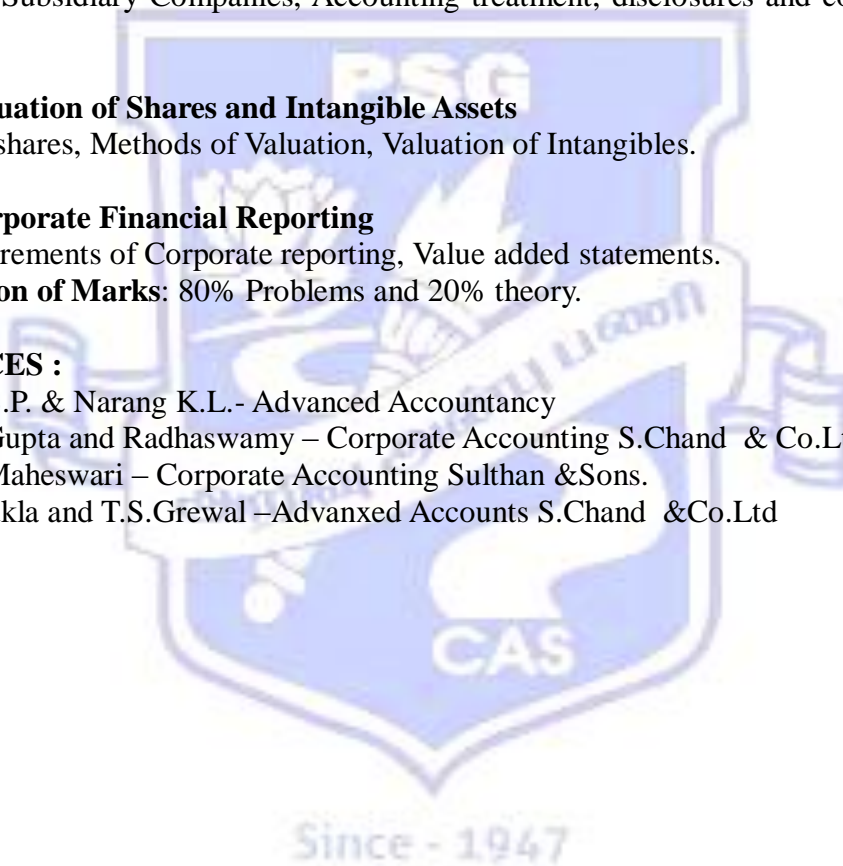 Subsidiary Companies, Accounting treatment, disclosures and co
PSG
uation of Shares and Intangible Assets
shares, Methods of Valuation, Valuation of Intangibles.
rporate Financial Reporting
rements of Corporate reporting, Value added statements.
on of Marks: 80% Problems and 20% theory.
CES :
.P. & Narang K.L.- Advanced Accountancy
Gupta and Radhaswamy – Corporate Accounting S.Chand & Co.L
Maheswari – Corporate Accounting Sulthan &Sons.
kla and T.S.Grewal –Advanxed Accounts S.Chand &Co.Ltd
CAS
Since - 1947